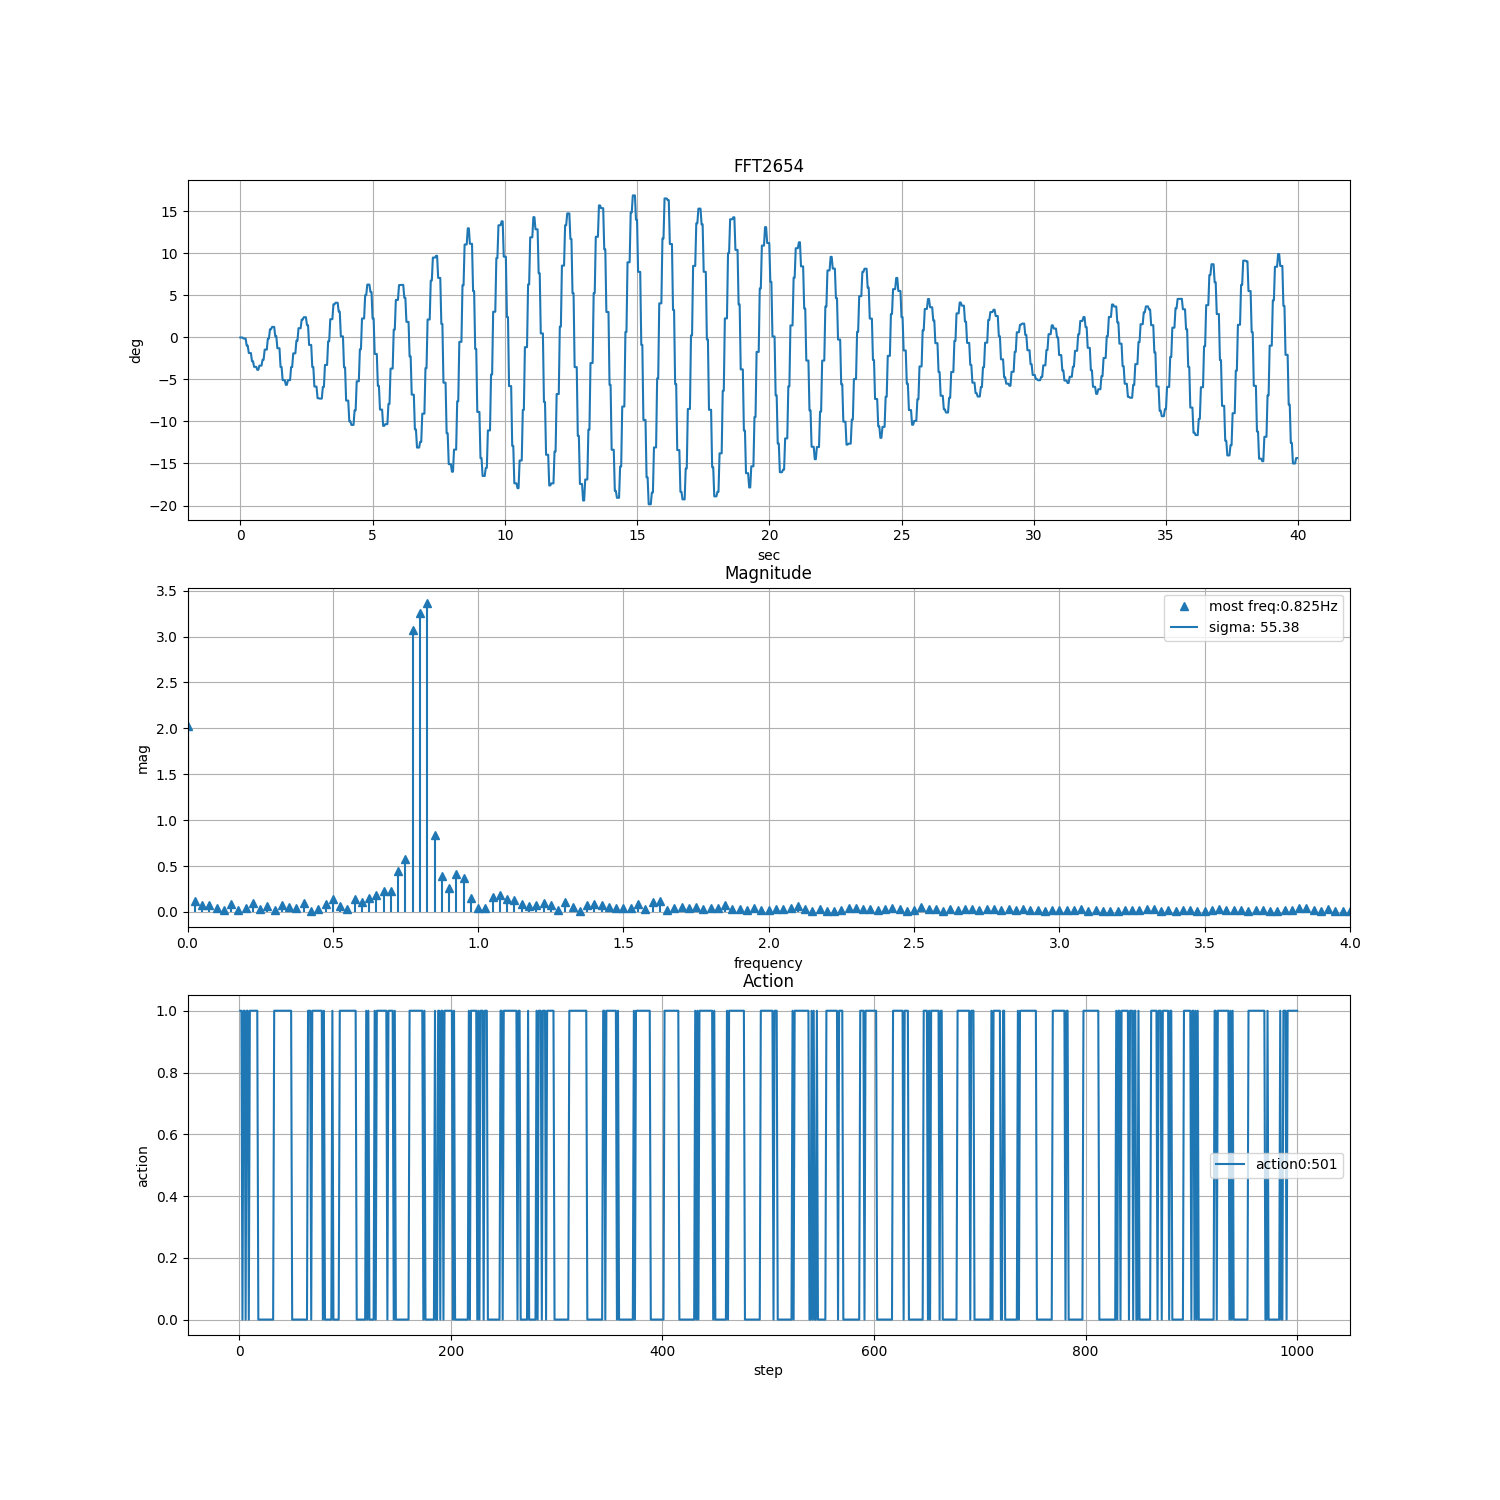 FFT2654
15
10
5
0
−5
−10
−15
−20
deg
0 5 10 15 20 25 30 35 40
sec
Magnitude
3.5
3.0
2.5
2.0
1.5
1.0
0.5
0.0
mag
most freq:0.825Hz
sigma: 55.38
0.0 0.5 1.0 1.5 2.0 2.5 3.0 3.5 4.0
frequency
Action
1.0
0.8
0.6
0.4
0.2
0.0
action
action0:501
0 200 400 600 800 1000
step